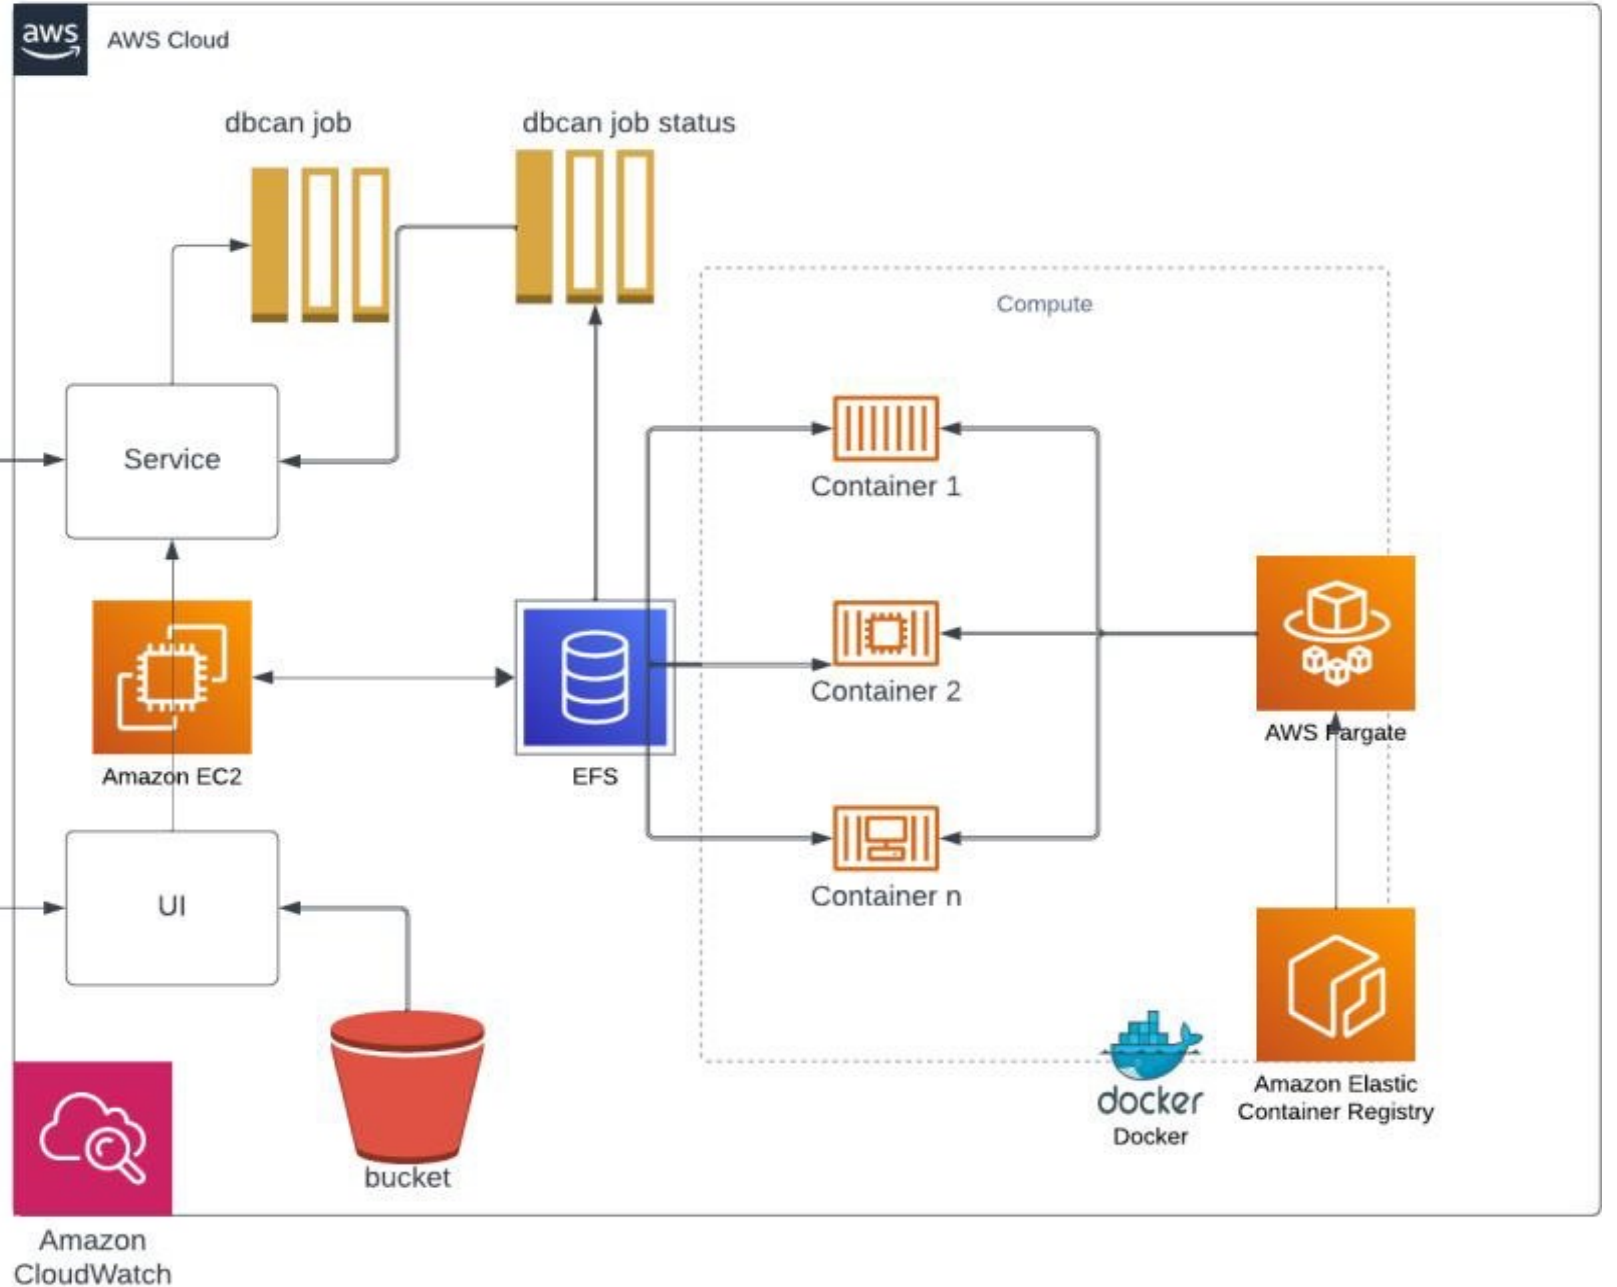 aws
AWS Cloud
dbcan job
dbcan job status
Compute
Service
Container 1
Container 2
AWS Fargate
Amazon EC2
EFS
Container n
UI
docker
Docker
Amazon Elastic
Container Registry
bucket
Amazon
CloudWatch